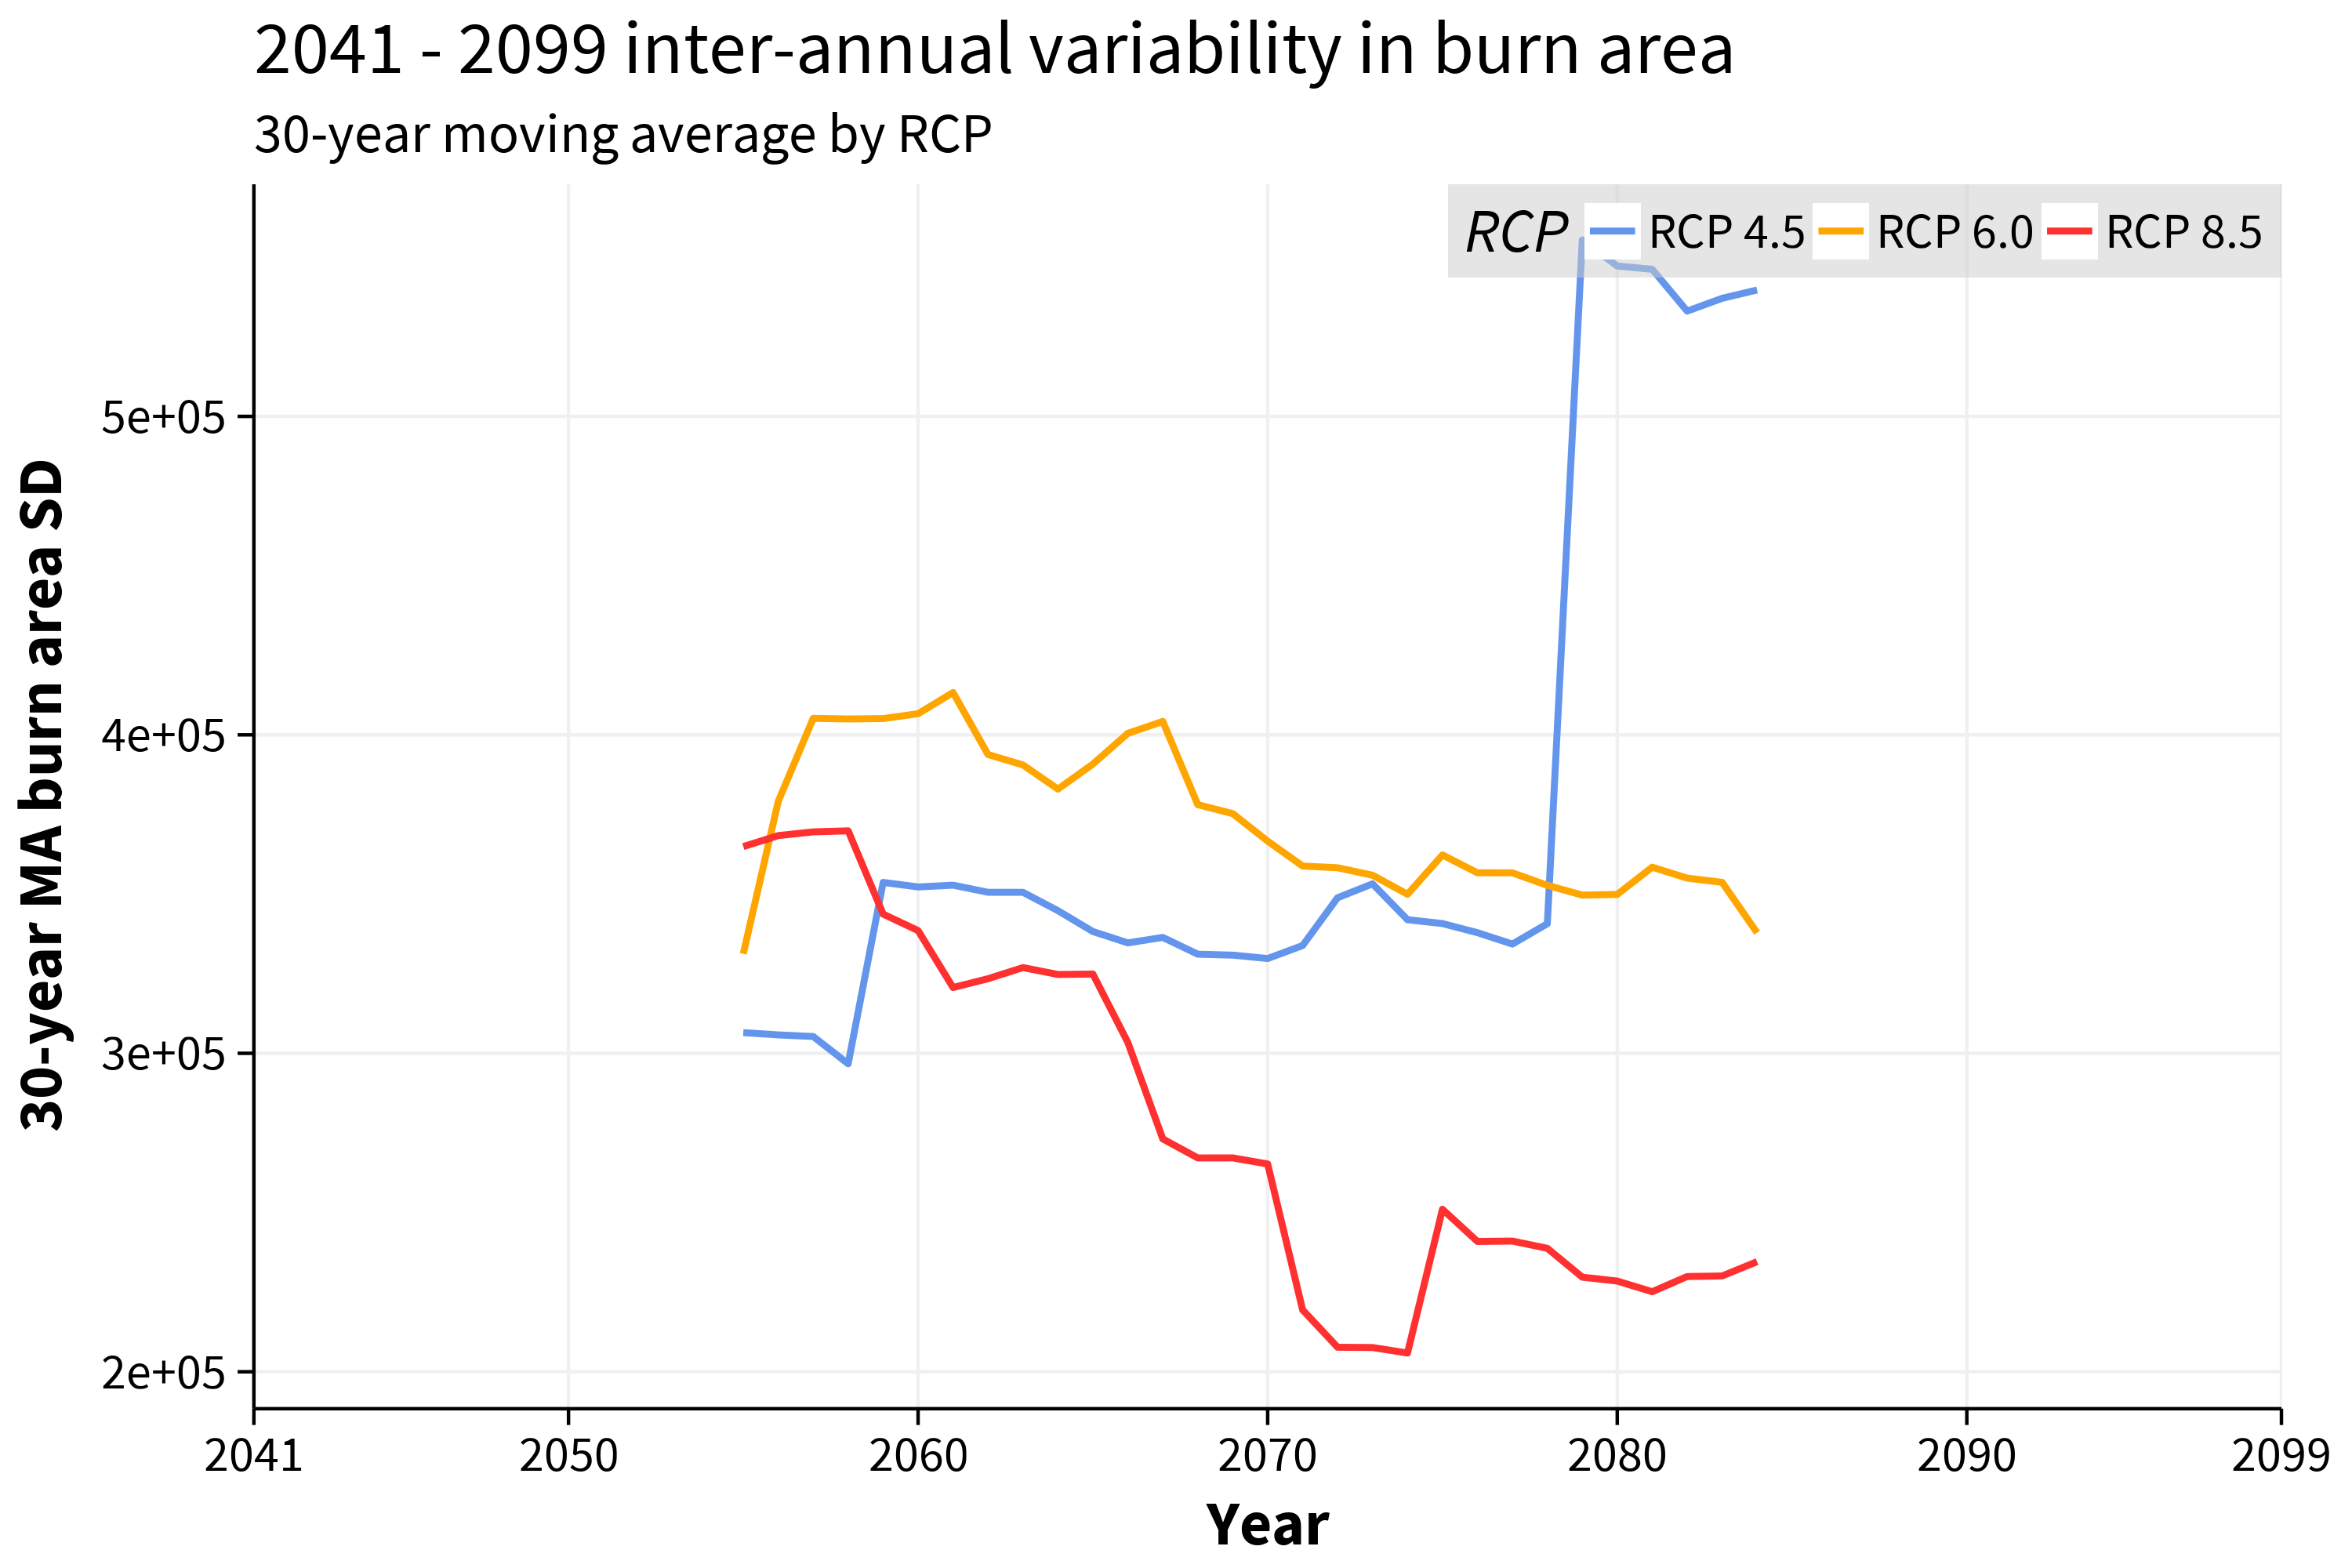 2041 - 2099 inter-annual variability in burn area
30-year moving average by RCP
RCP RCP 4.5 RCP 6.0 RCP 8.5
30-year MA burn area SD
5e+05
4e+05
3e+05
2e+05
2041 2050 2060 2070 2080 2090 2099
Year